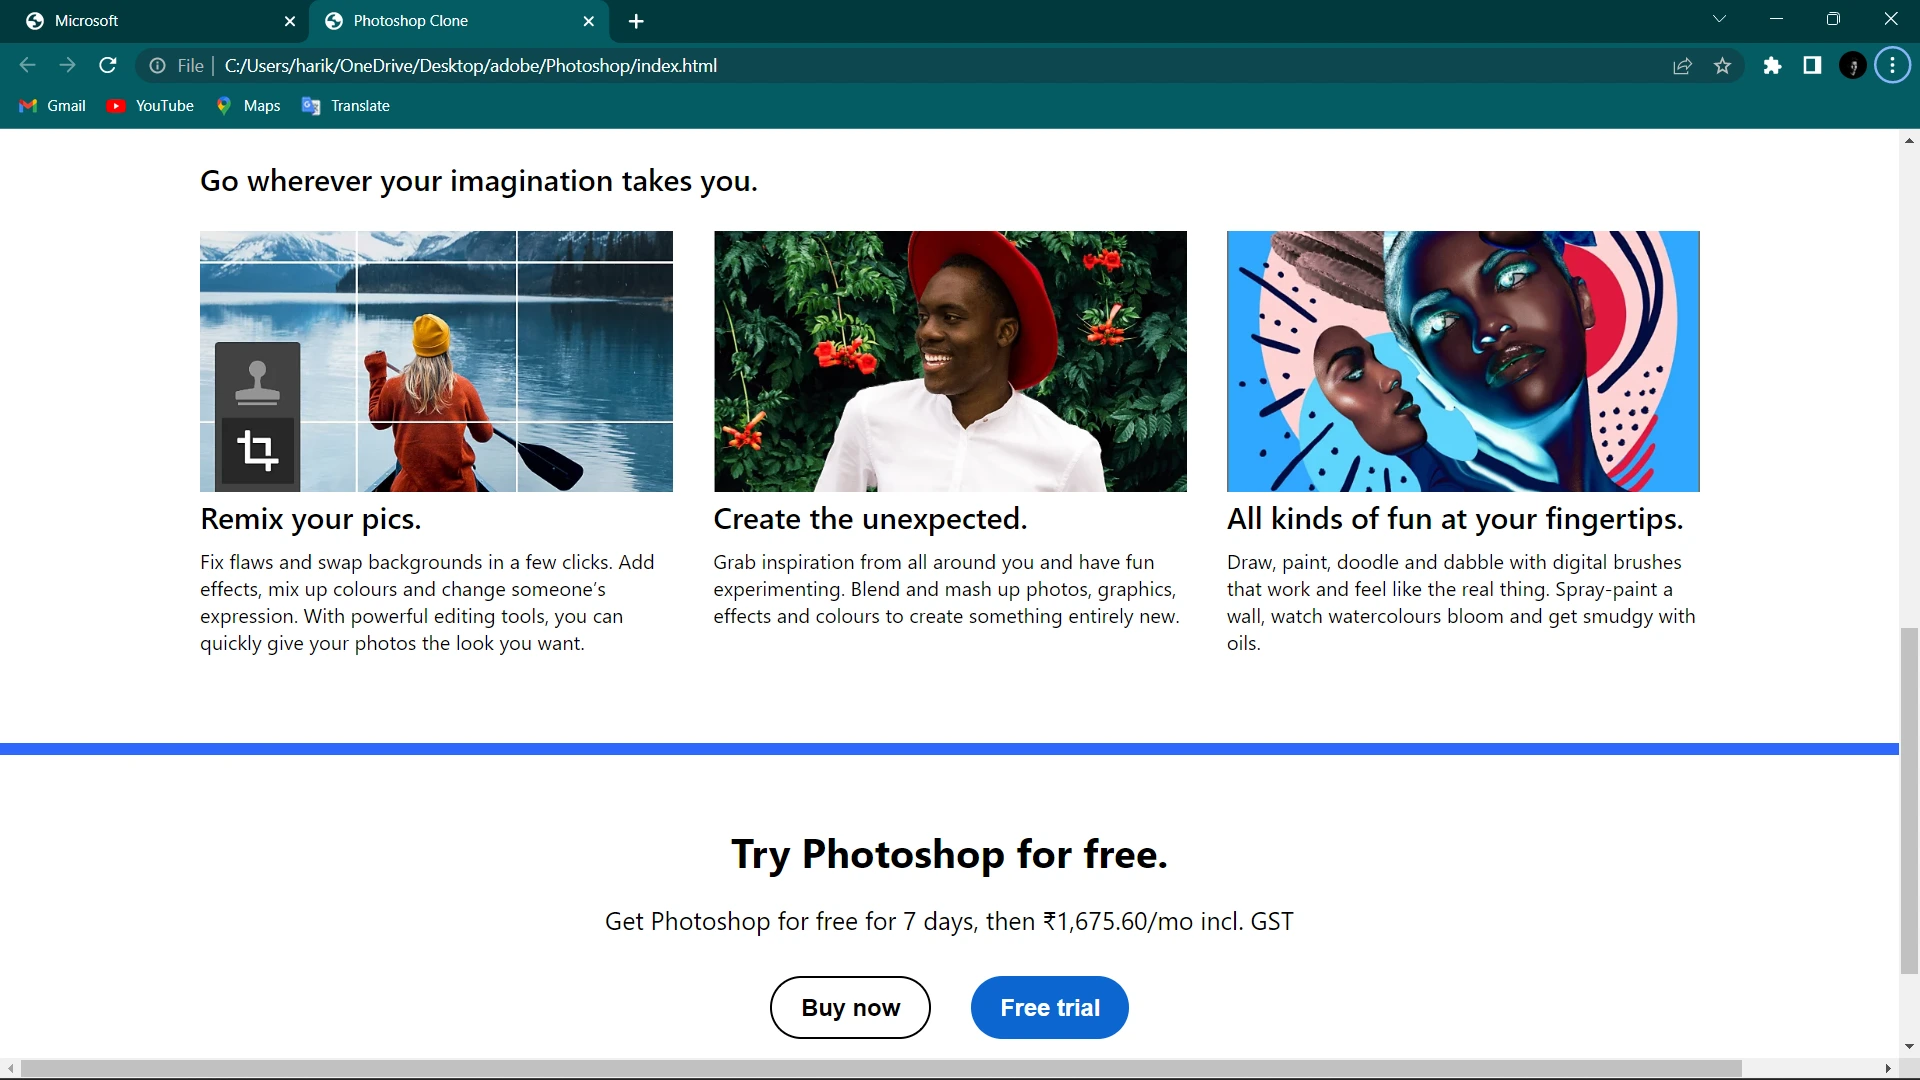 Microsoft
Photoshop Clone
File
C:/Users/harik/OneDrive/Desktop/adobe/Photoshop/index.html
Gmail
YouTube
Maps
Translate
Go wherever your imagination takes you.
Remix your pics.
Fix flaws and swap backgrounds in a few clicks. Add
effects, mix up colours and change someone’s
expression. With powerful editing tools, you can
quickly give your photos the look you want.
Create the unexpected.
Grab inspiration from all around you and have fun
experimenting. Blend and mash up photos, graphics,
effects and colours to create something entirely new.
All kinds of fun at your fingertips.
Draw, paint, doodle and dabble with digital brushes
that work and feel like the real thing. Spray-paint a
wall, watch watercolours bloom and get smudgy with
oils.
Try Photoshop for free.
Get Photoshop for free for 7 days, then ₹1,675.60/mo incl. GST
Buy now
Free trial